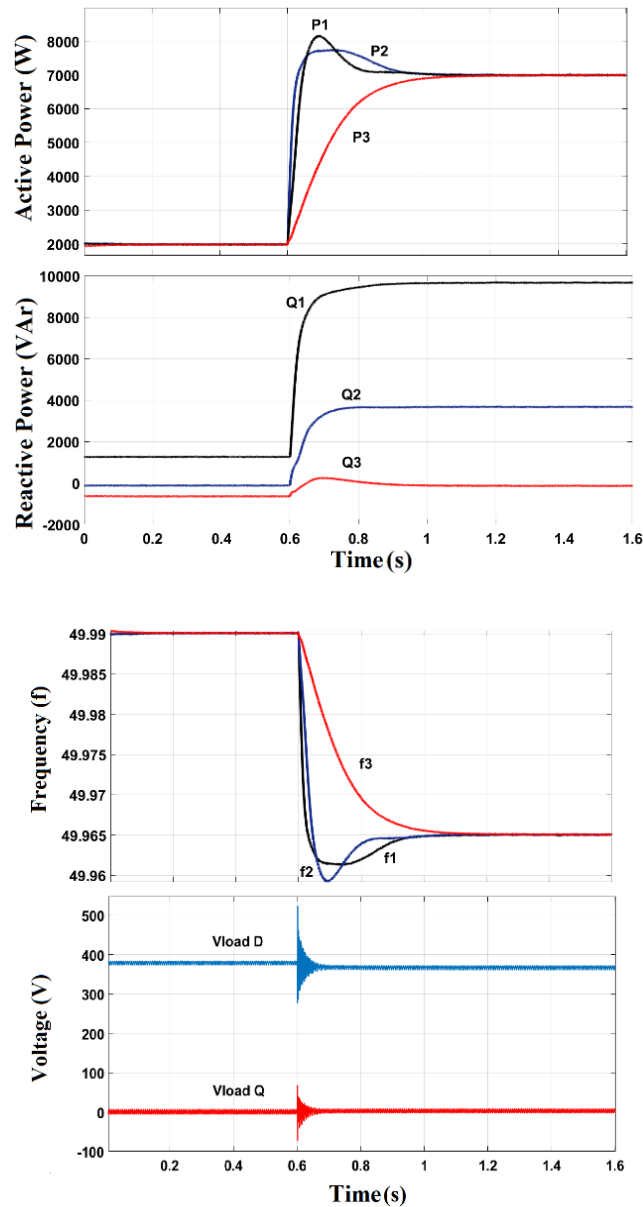 P1
P2
P3
8000
7000
6000
5000
4000
3000
2000
Active Power (W)
10000
8000
6000
4000
2000
0
-2000
Q1
Q2
Q3
Reactive Power (VAr)
0 0.2 0.4 0.6 0.8 1 1.2 1.4 1.6
Time (s)
49.99
49.985
49.98
49.975
49.97
49.965
49.96
Frequency (f)
f3
f2
f1
500
400
300
200
100
0
-100
Vload D
Vload Q
Voltage (V)
0.2 0.4 0.6 0.8 1 1.2 1.4 1.6
Time (s)